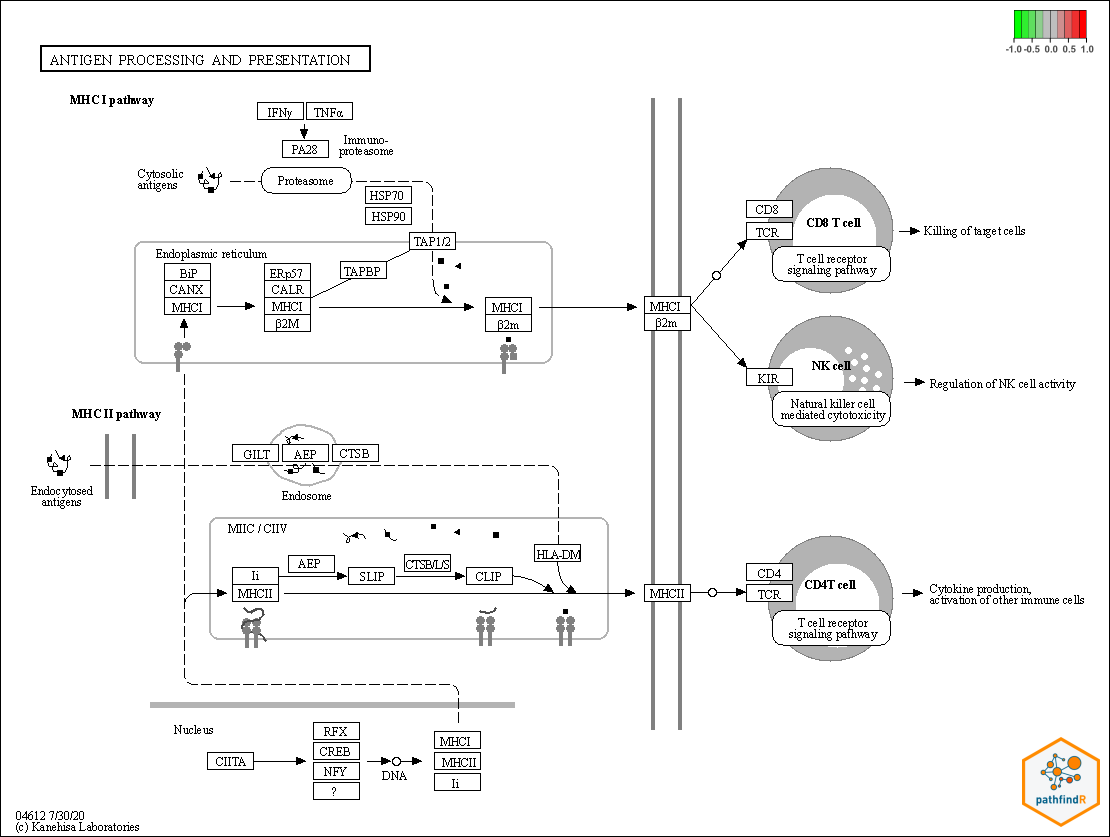 -1.0 -0.5 0.0 0.5 1.0
ANTIGEN PROCESSING AND PRESENTATION
MHC I pathway
IFNγ
TNFα
PA28
Immuno-
proteasome
Cytosolic
antigens
Proteasome
HSP70
HSP90
TAP1/2
Endoplasmic reticulum
BiP
CANX
MHCI
ERp57
CALR
MHCI
β2M
TAPBP
MHCI
β2m
MHCI
β2m
CD8
TCR
CD8 T cell
T cell receptor
signaling pathway
Killing of target cells
KIR
NK cell
Natural killer cell
mediated cytotoxicity
Regulation of NK cell activity
MHC II pathway
Endocytosed
antigens
GILT
AEP
CTSB
Endosome
MIIC / CIIV
Ii
MHCII
AEP
SLIP
CTSB/L/S
CLIP
HLA-DM
MHCII
CD4
TCR
CD4T cell
T cell receptor
signaling pathway
Cytokine production,
activation of other immune cells
Nucleus
CIITA
RFX
CREB
NFY
?
DNA
MHCI
MHCII
Ii
04612 7/30/20
(c) Kanehisa Laboratories
pathfindR